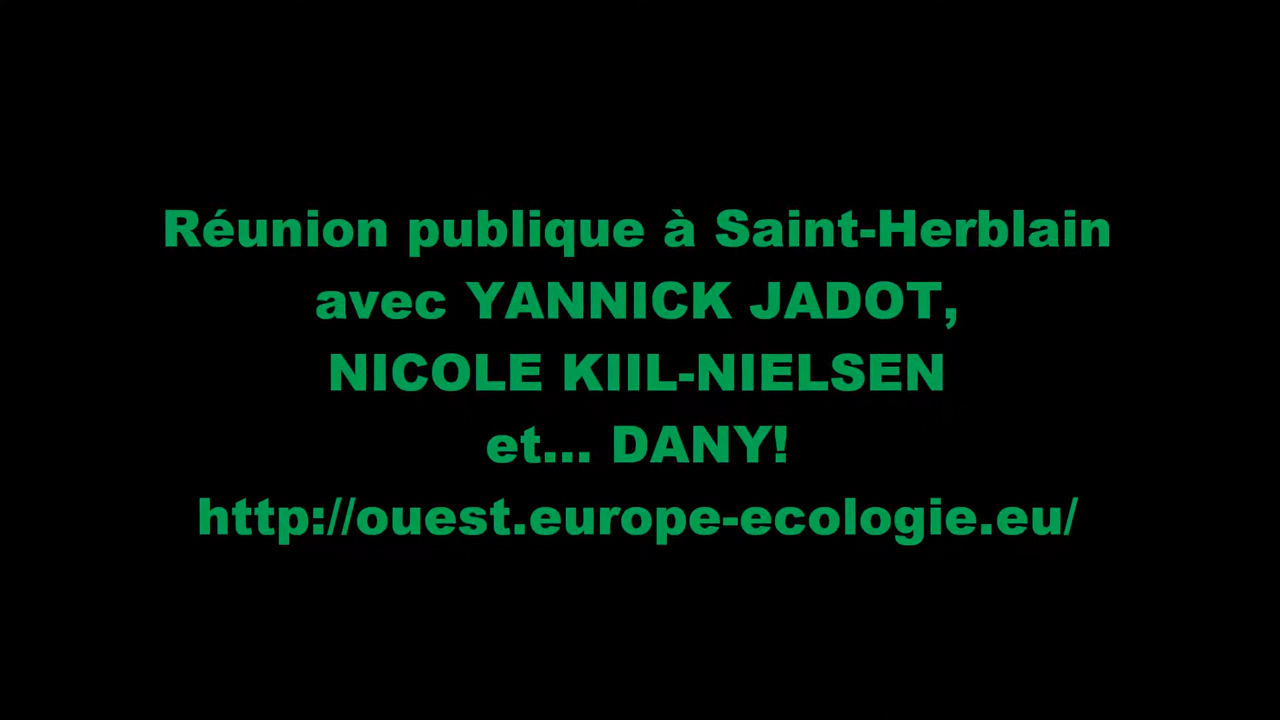 Réunion publique à Saint-Herblain
avec YANNICK JADOT,
NICOLE KIIL-NIELSEN
et... DANY!
http://ouest.europe-ecologie.eu/